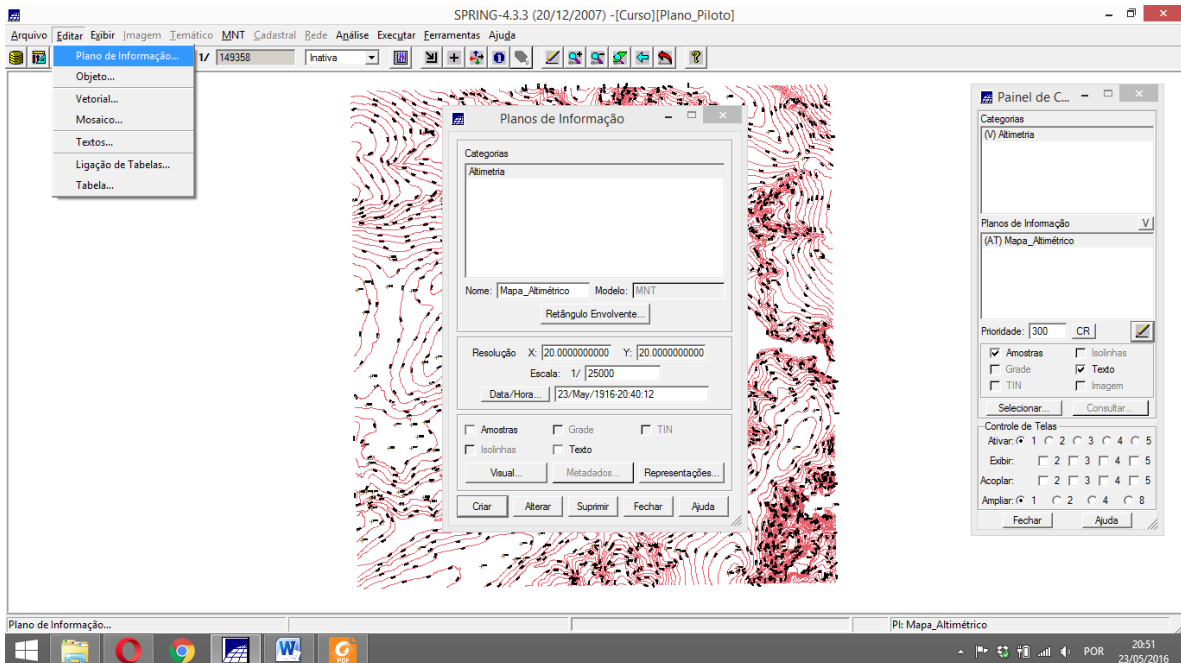 SPRING-4.3.3 (20/12/2007) -[Curso][Plano_Piloto]
Arquivo Editar Exibir Imagem Temático MNT Cadastral Rede Análise Executar Ferramentas Ajuda
Plano de Informação...
Objeto...
Vetorial...
Mosaico...
Textos...
Ligação de Tabelas...
Tabela...
1/ 149358 Inativa
Planos de Informação
Categorias
Altimetria
Nome: Mapa_Altimétrico Modelo: MNT
Retângulo Envolvente...
Resolução X: 20.0000000000 Y: 20.0000000000
Escala: 1/ 25000
Data/Hora... 23/May/1916-20:40:12
Amostras Grade TIN
Isolinhas Texto
Visual... Metadados... Representações...
Criar Alterar Suprimir Fechar Ajuda
Painel de C...
Categorias
(V) Altimetria
Planos de Informação V
(AT) Mapa_Altimétrico
Prioridade: 300 CR
Amostras Isolinhas
Grade Texto
TIN Imagem
Selecionar... Consultar...
Controle de Telas
Ativar: 1 2 3 4 5
Exibir: 2 3 4 5
Acoplar: 2 3 4 5
Ampliar: 1 2 4 8
Fechar Ajuda
Plano de Informação... PI: Mapa_Altimétrico
PDF
POR
20:51
23/05/2016